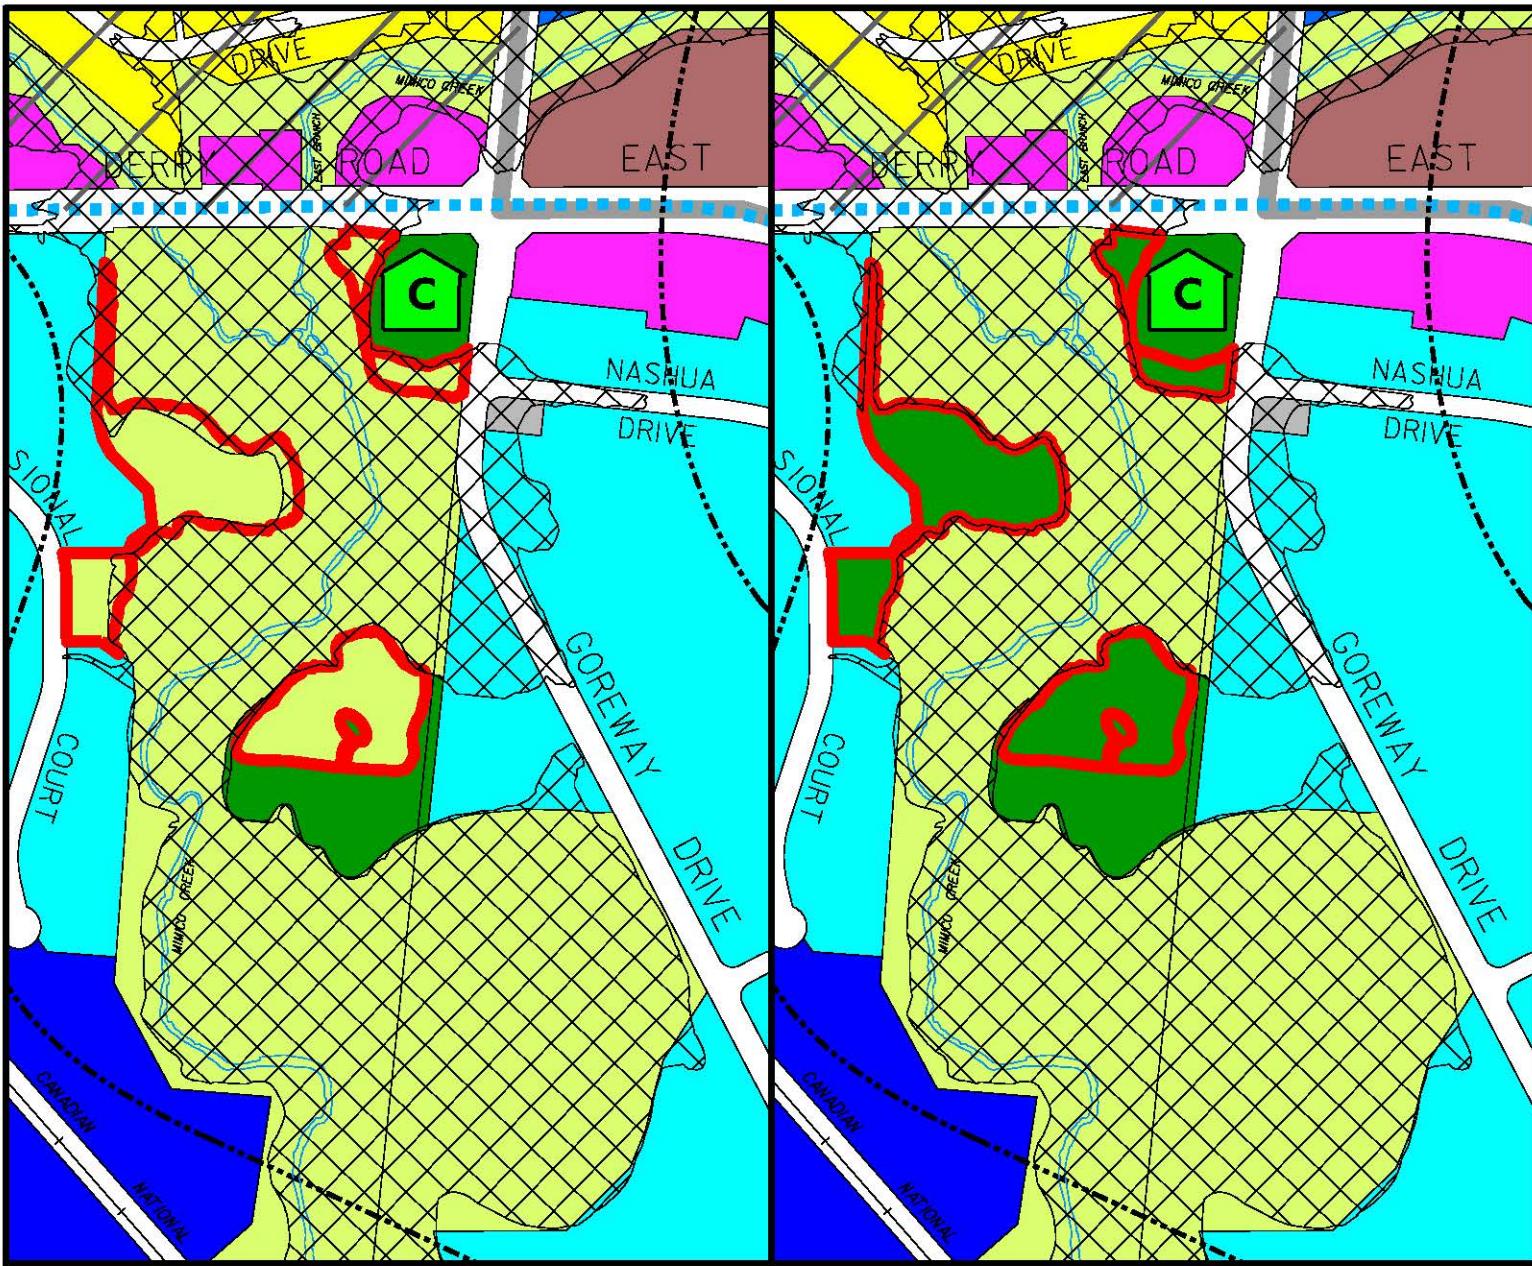 DRIVE
MIMICO CREEK
EAST BRANCH
DERRY ROAD EAST
C
NASHUA
DRIVE
SIONAL
COURT
GOREWAY
DRIVE
MIMICO CREEK
CANADIAN
NATIONAL
DRIVE
MIMICO CREEK
EAST BRANCH
DERRY ROAD EAST
C
NASHUA
DRIVE
SIONAL
COURT
GOREWAY
DRIVE
MIMICO CREEK
CANADIAN
NATIONAL